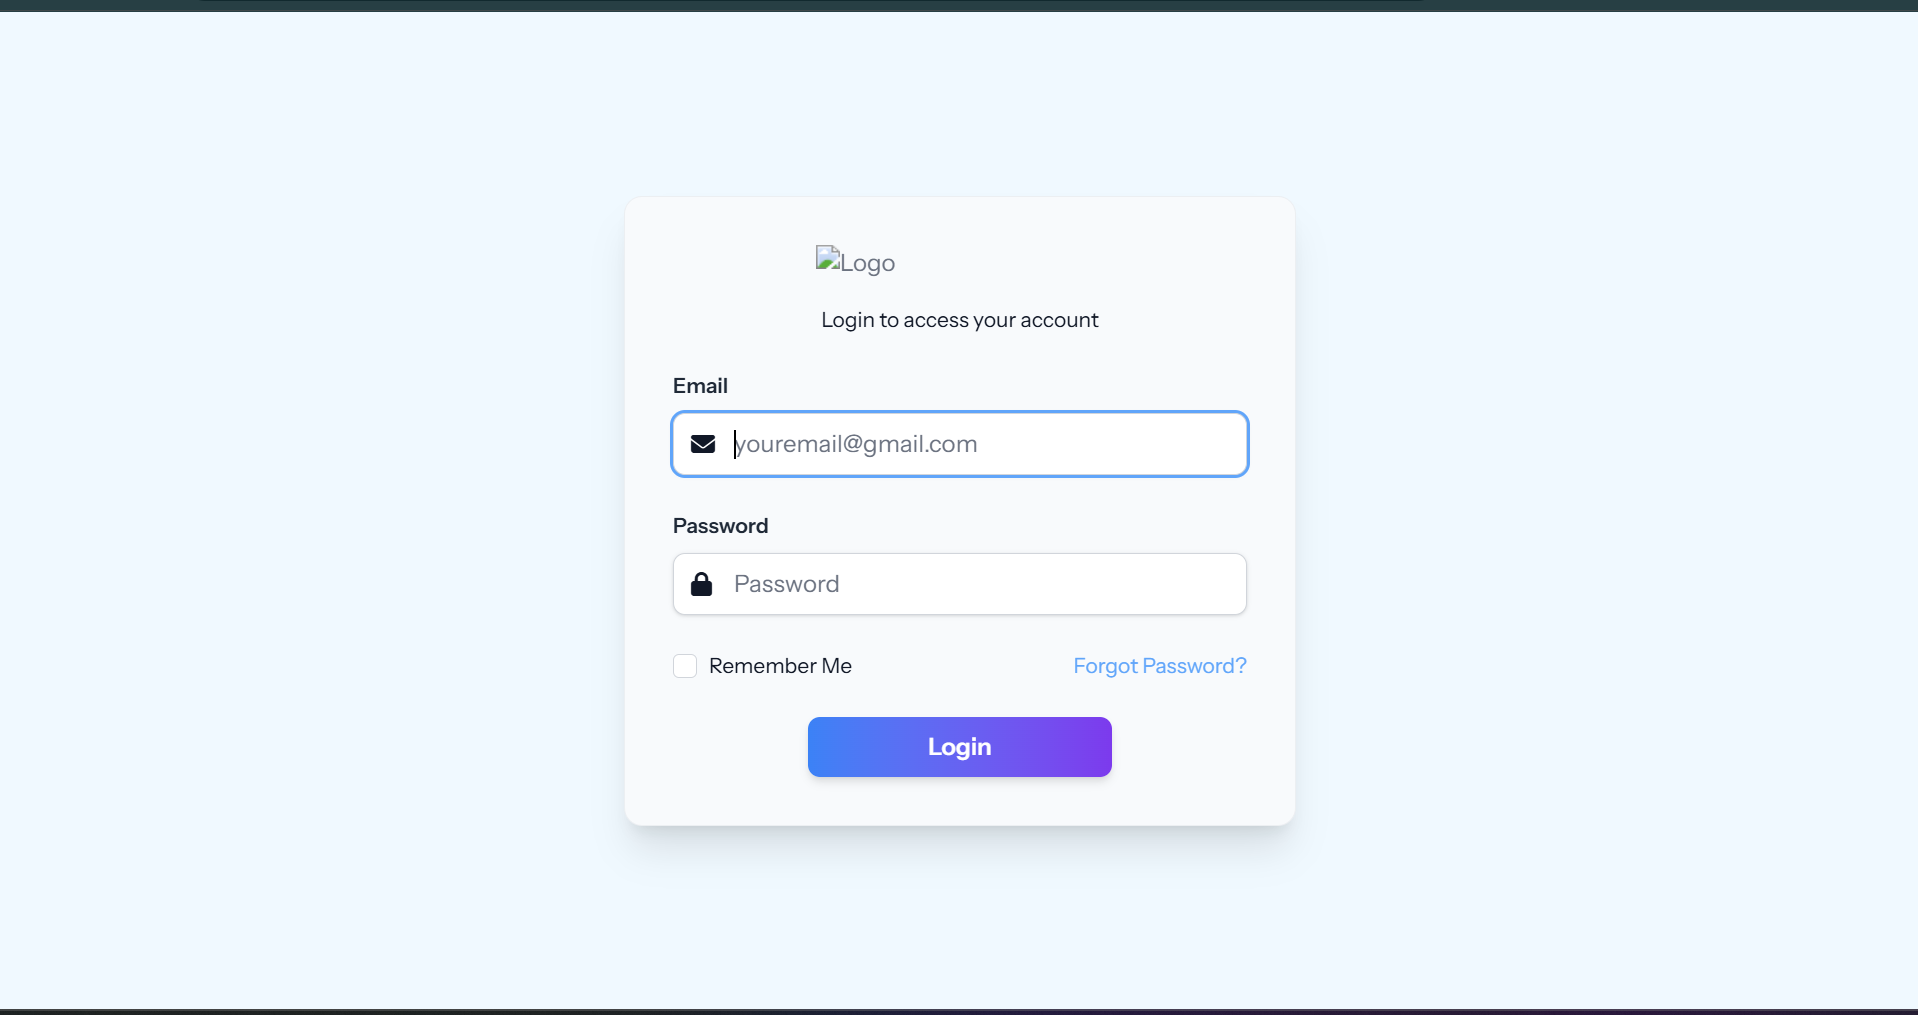 Logo
Login to access your account
Email
youremail@gmail.com
Password
Password
Remember Me
Forgot Password?
Login